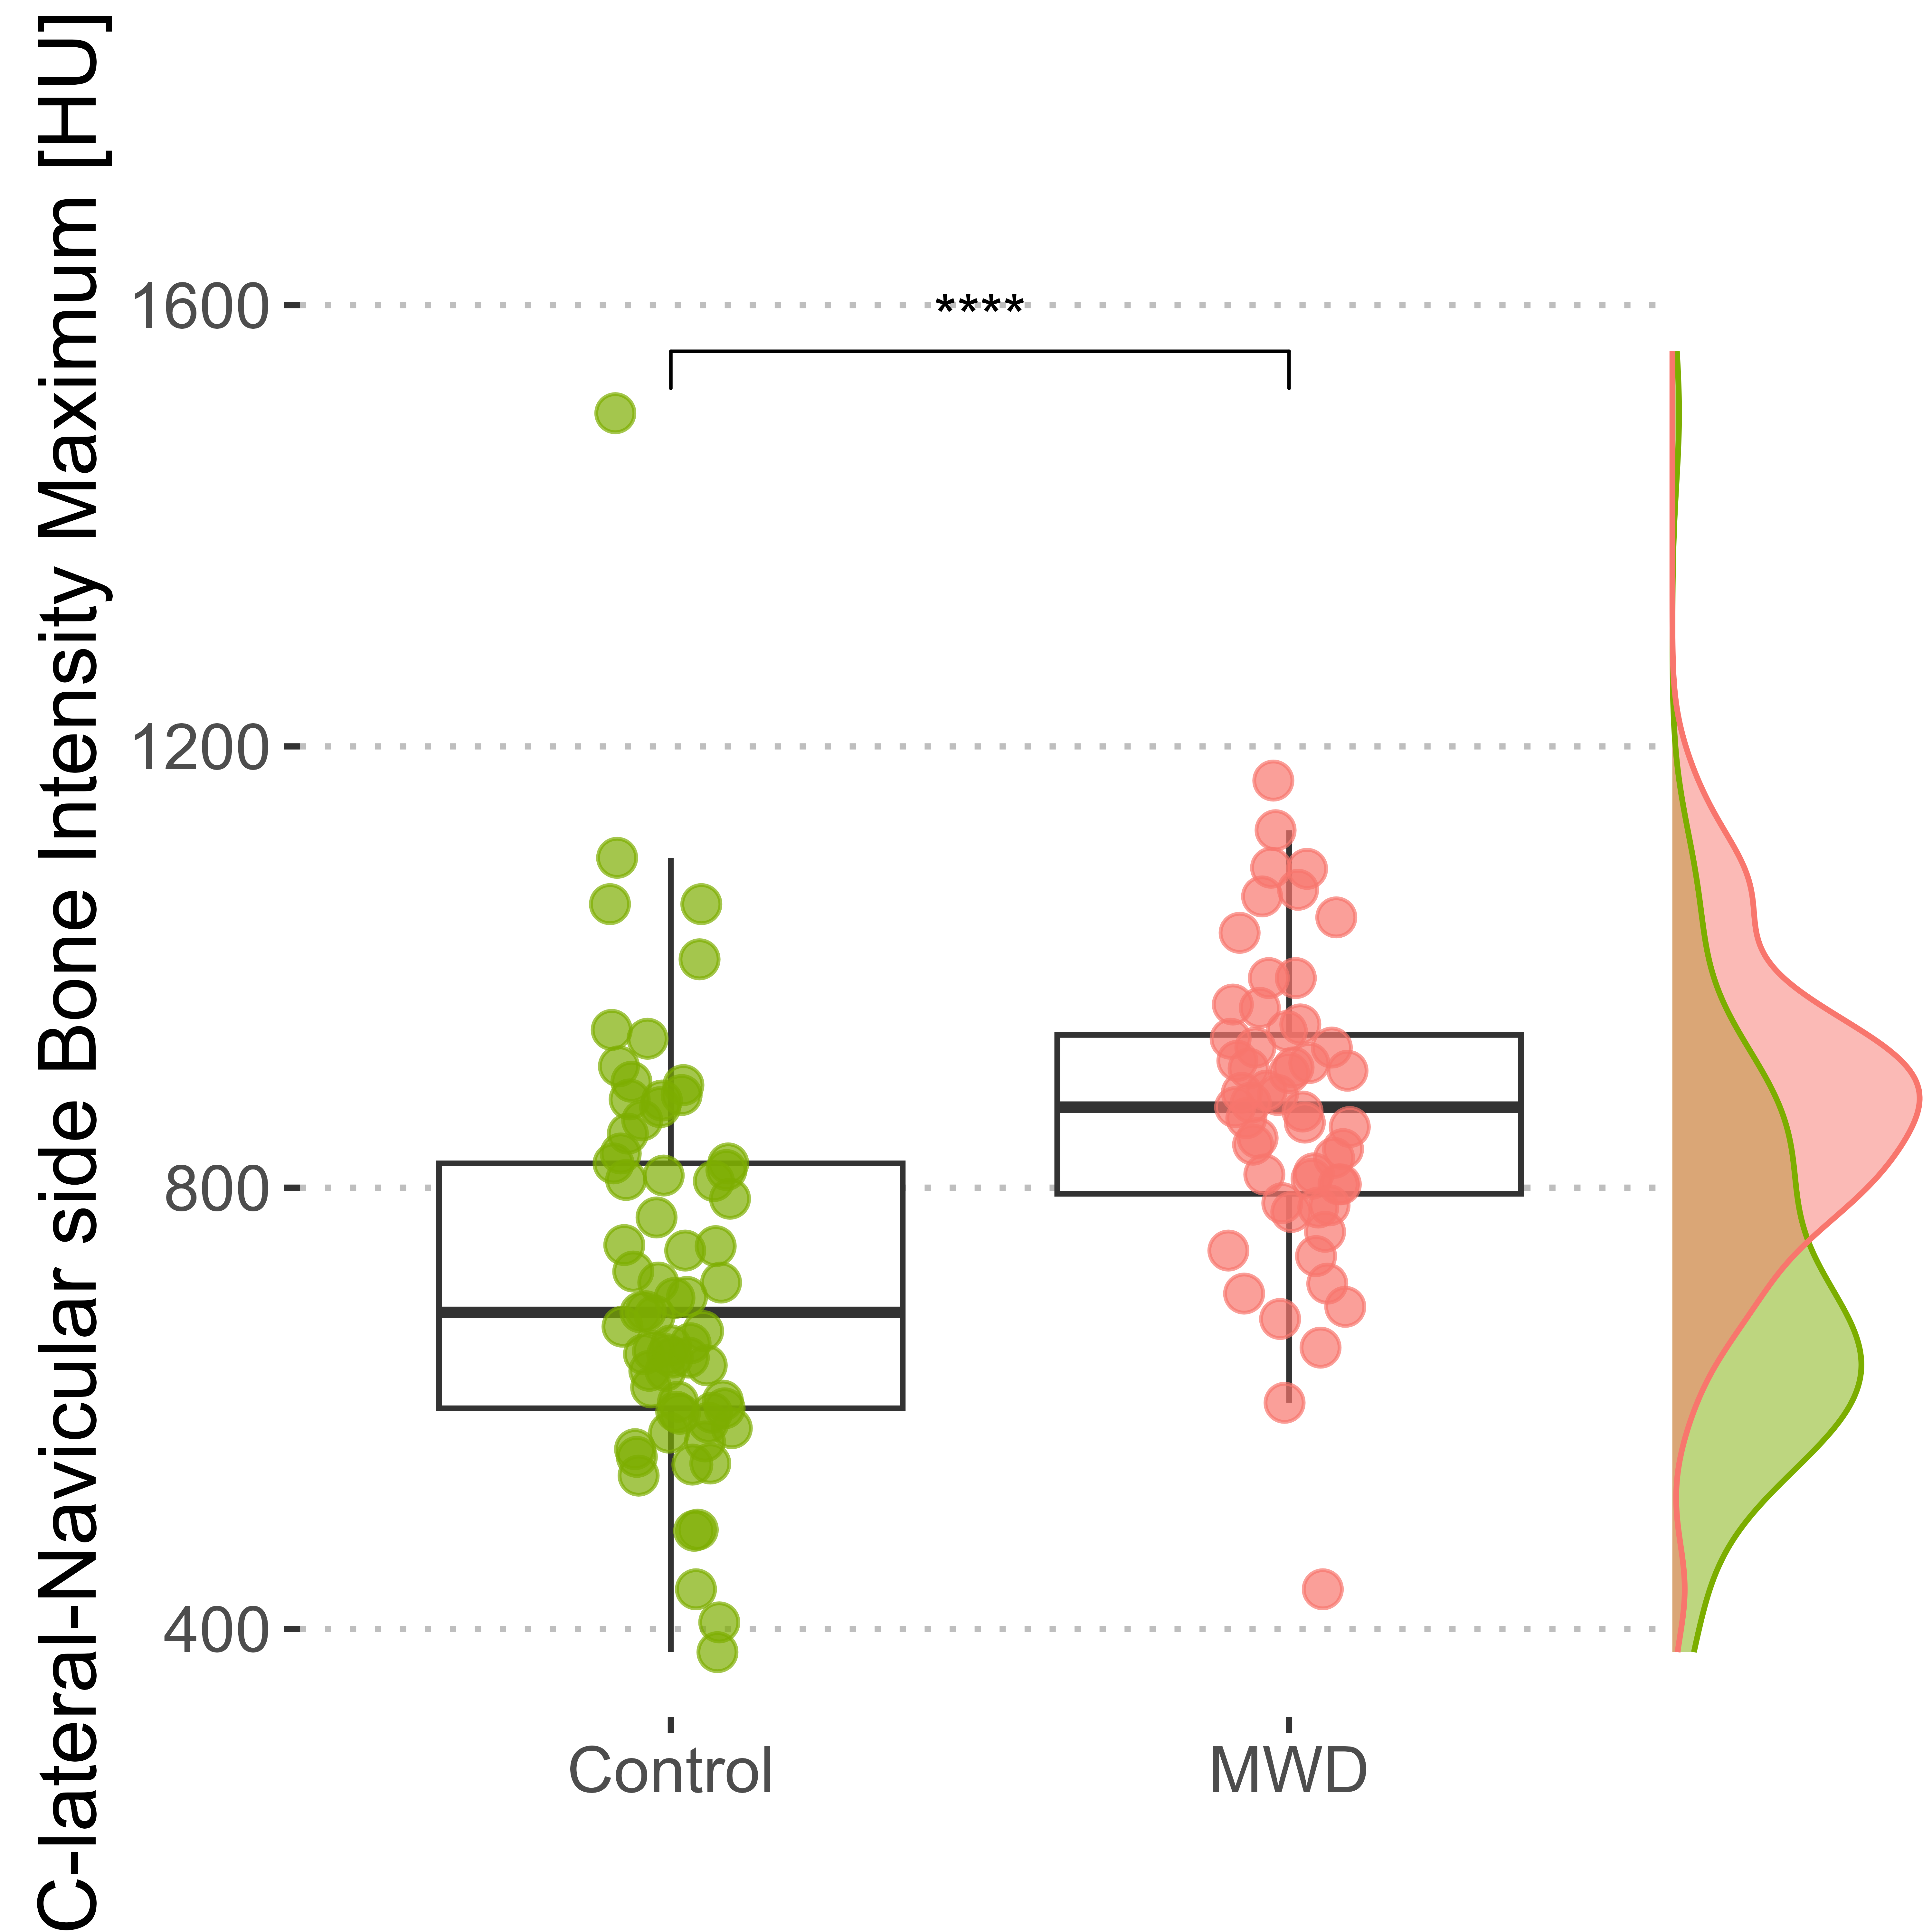 C-lateral-Navicular side Bone Intensity Maximum [HU]
1600
1200
800
400
****
Control
MWD